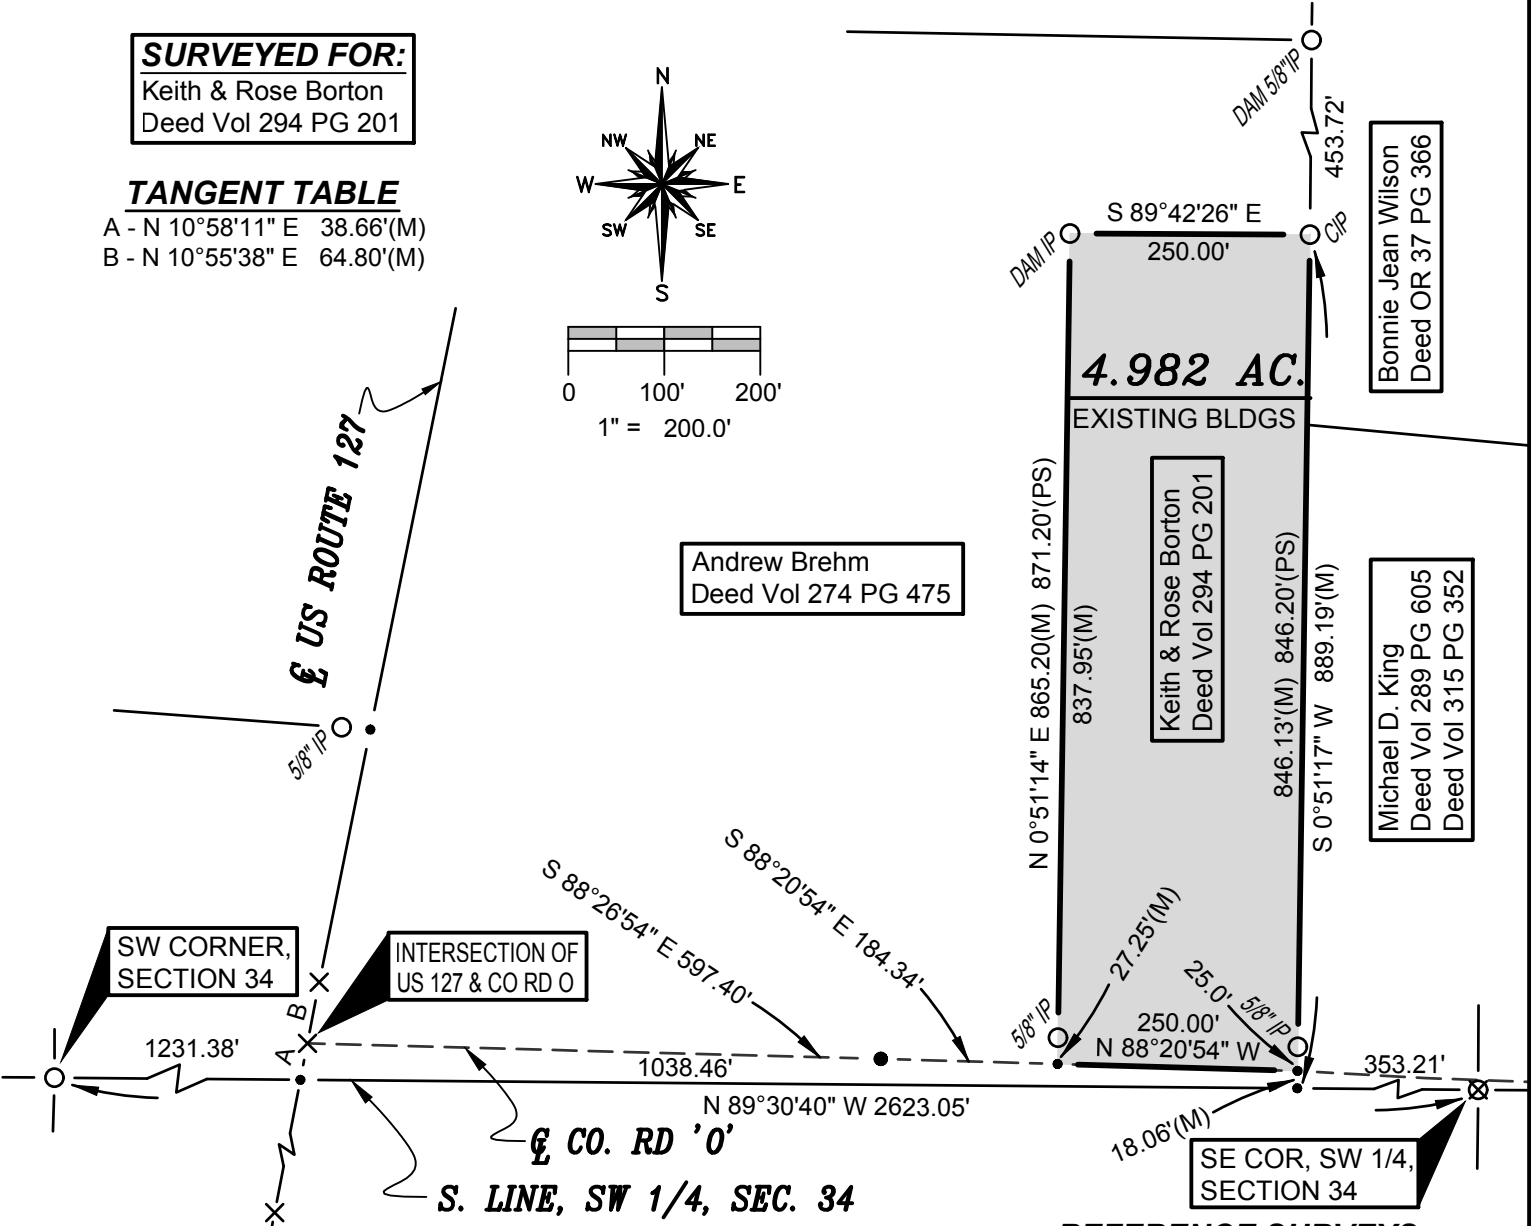 SURVEYED FOR:
Keith & Rose Borton
Deed Vol 294 PG 201
TANGENT TABLE
A - N 10°58'11" E 38.66'(M)
B - N 10°55'38" E 64.80'(M)
N
NW
NE
W
E
SW
SE
S
0 100' 200'
1" = 200.0'
DAM 5/8"IP
453.72'
Bonnie Jean Wilson
Deed OR 37 PG 366
S 89°42'26" E
250.00'
DAM IP
CIP
4.982 AC.
EXISTING BLDGS
℄ US ROUTE 127
Andrew Brehm
Deed Vol 274 PG 475
N 0°51'14" E 865.20(M) 871.20'(PS)
837.95'(M)
Keith & Rose Borton
Deed Vol 294 PG 201
846.13'(M) 846.20'(PS)
S 0°51'17" W 889.19'(M)
Michael D. King
Deed Vol 289 PG 605
Deed Vol 315 PG 352
5/8" IP
S 88°26'54" E 597.40'
S 88°20'54" E 184.34'
27.25'(M)
25.0'
5/8" IP
5/8" IP
SW CORNER,
SECTION 34
INTERSECTION OF
US 127 & CO RD O
B
A
1231.38'
250.00'
N 88°20'54" W
353.21'
1038.46'
N 89°30'40" W 2623.05'
18.06'(M)
℄ CO. RD 'O'
S. LINE, SW 1/4, SEC. 34
SE COR, SW 1/4,
SECTION 34
REFERENCE SURVEYS